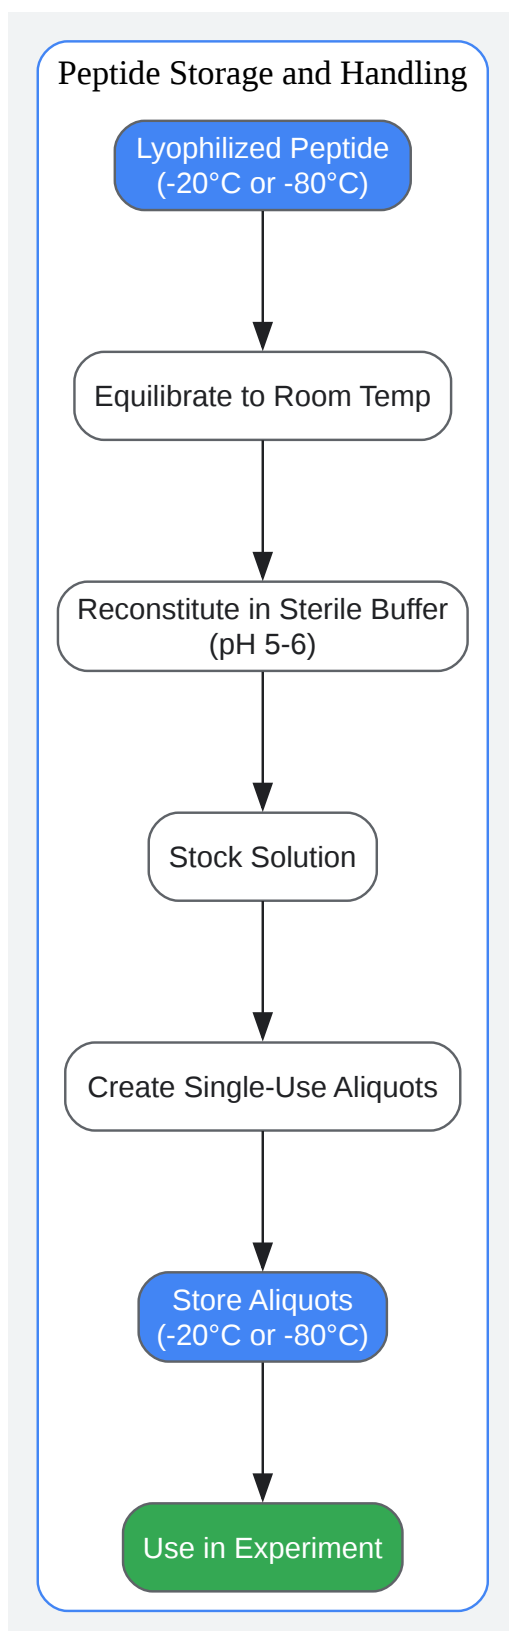 Peptide Storage and Handling
Lyophilized Peptide
(-20°C or -80°C)
Equilibrate to Room Temp
Reconstitute in Sterile Buffer
(pH 5-6)
Stock Solution
Create Single-Use Aliquots
Store Aliquots
(-20°C or -80°C)
Use in Experiment